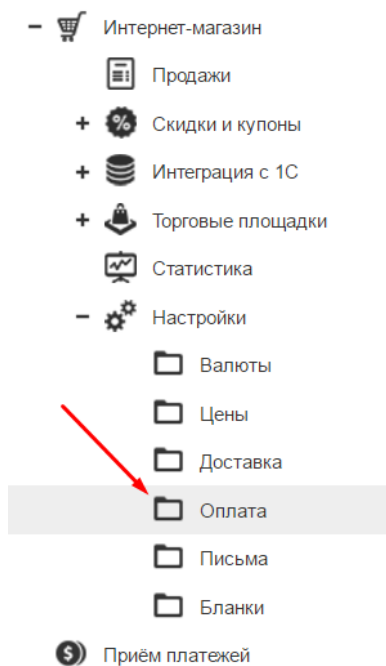 Интернет-магазин
Продажи
Скидки и купоны
Интеграция с 1С
Торговые площадки
Статистика
Настройки
Валюты
Цены
Доставка
Оплата
Письма
Бланки
Приём платежей